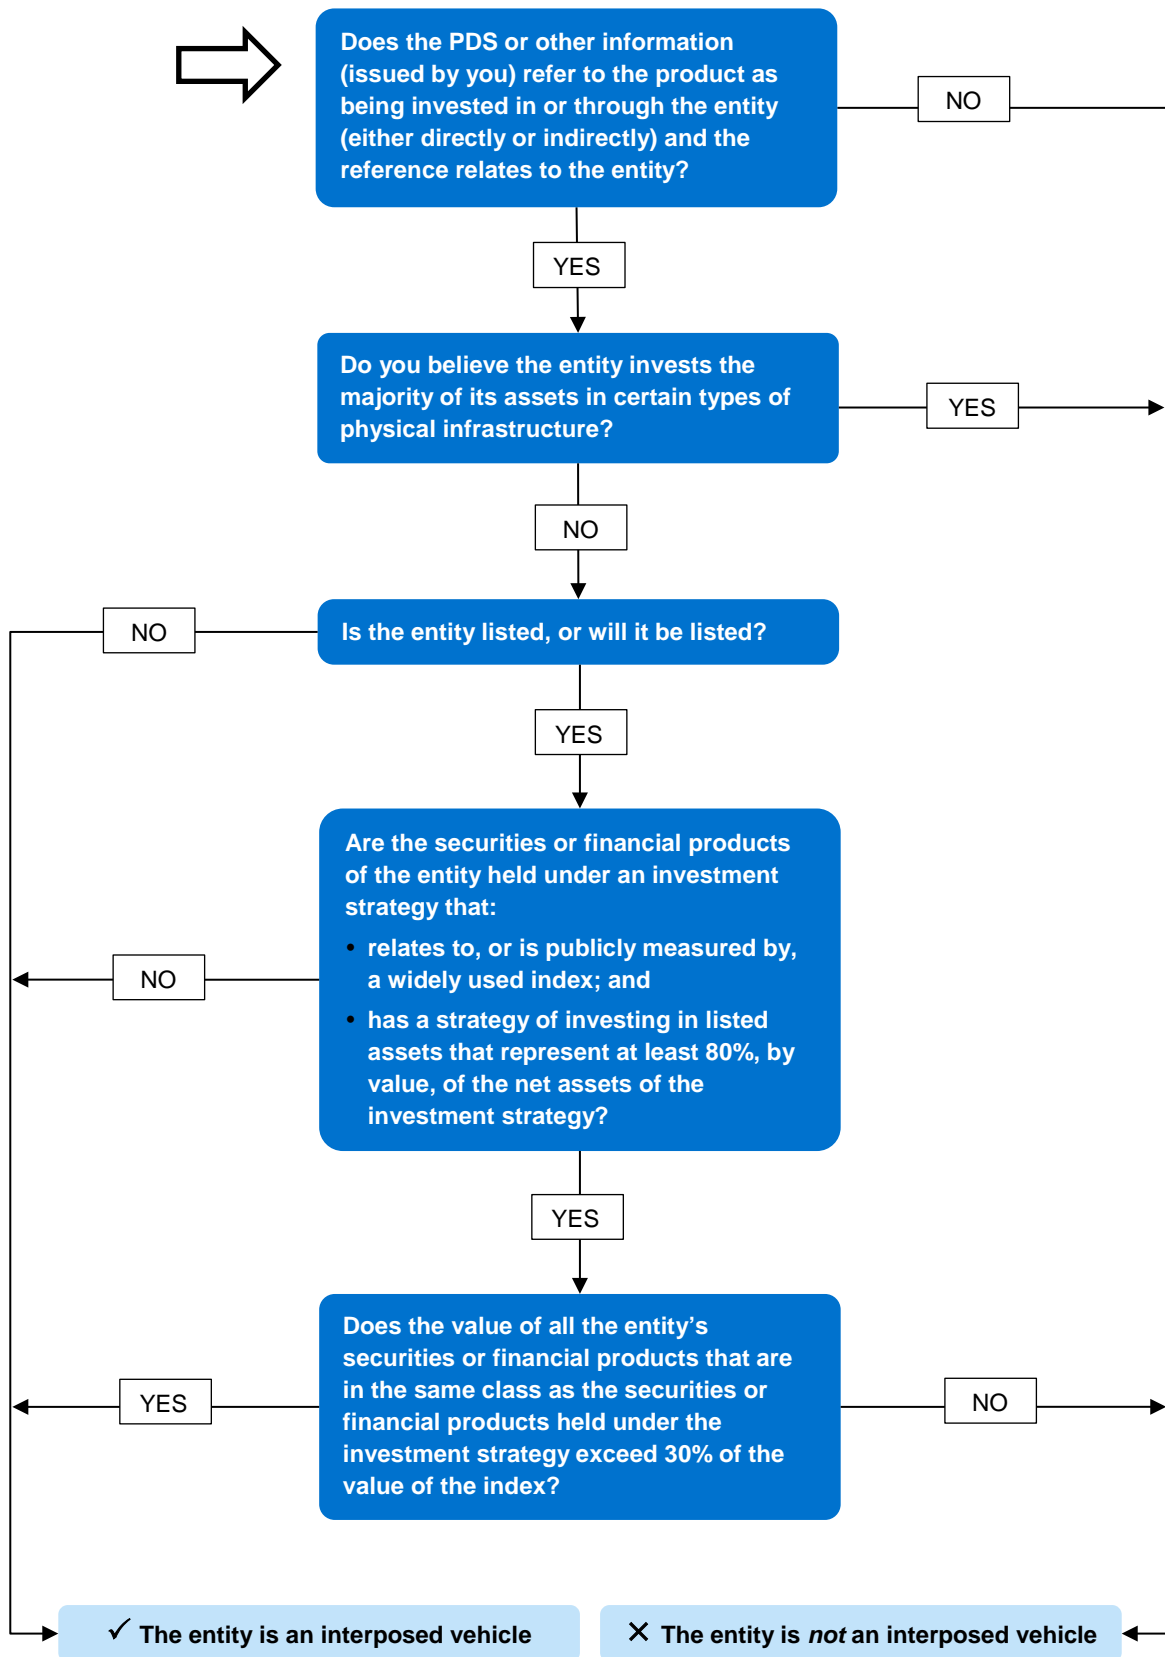 Does the PDS or other information
(issued by you) refer to the product as
being invested in or through the entity
(either directly or indirectly) and the
reference relates to the entity?
NO
YES
Do you believe the entity invests the
majority of its assets in certain types of
physical infrastructure?
YES
NO
Is the entity listed, or will it be listed?
NO
YES
Are the securities or financial products
of the entity held under an investment
strategy that:
• relates to, or is publicly measured by,
a widely used index; and
• has a strategy of investing in listed
assets that represent at least 80%, by
value, of the net assets of the
investment strategy?
NO
YES
Does the value of all the entity’s
securities or financial products that are
in the same class as the securities or
financial products held under the
investment strategy exceed 30% of the
value of the index?
YES
NO
✓ The entity is an interposed vehicle
✕ The entity is not an interposed vehicle